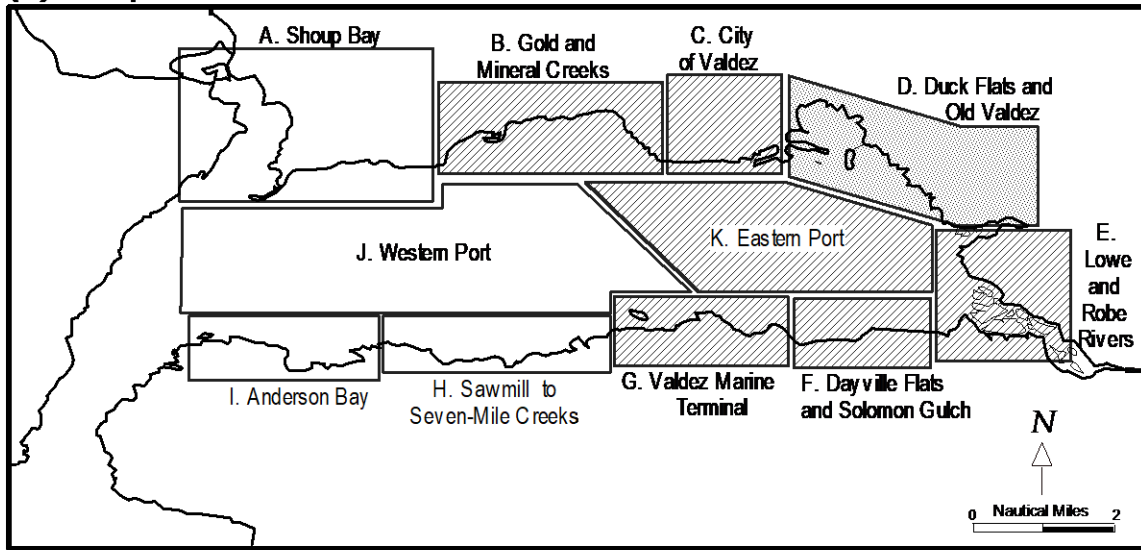 A. Shoup Bay
B. Gold and
Mineral Creeks
C. City
of Valdez
D. Duck Flats and
Old Valdez
J. Western Port
K. Eastern Port
E.
Lowe
and
Robe
Rivers
I. Anderson Bay
H. Sawmill to
Seven-Mile Creeks
G. Valdez Marine
Terminal
F. Dayville Flats
and Solomon Gulch
N
0 Nautical Miles 2